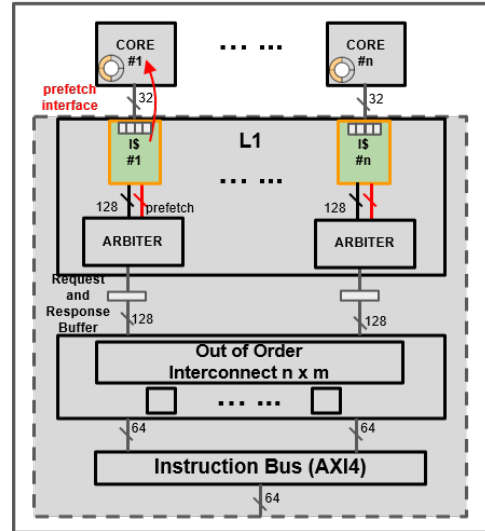 CORE
#1
... ...
CORE
#n
prefetch
interface
32
32
I$
#1
L1
I$
#n
... ...
128
prefetch
128
ARBITER
ARBITER
Request
and
Response
Buffer
128
128
Out of Order
Interconnect n x m
... ...
64
64
Instruction Bus (AXI4)
64